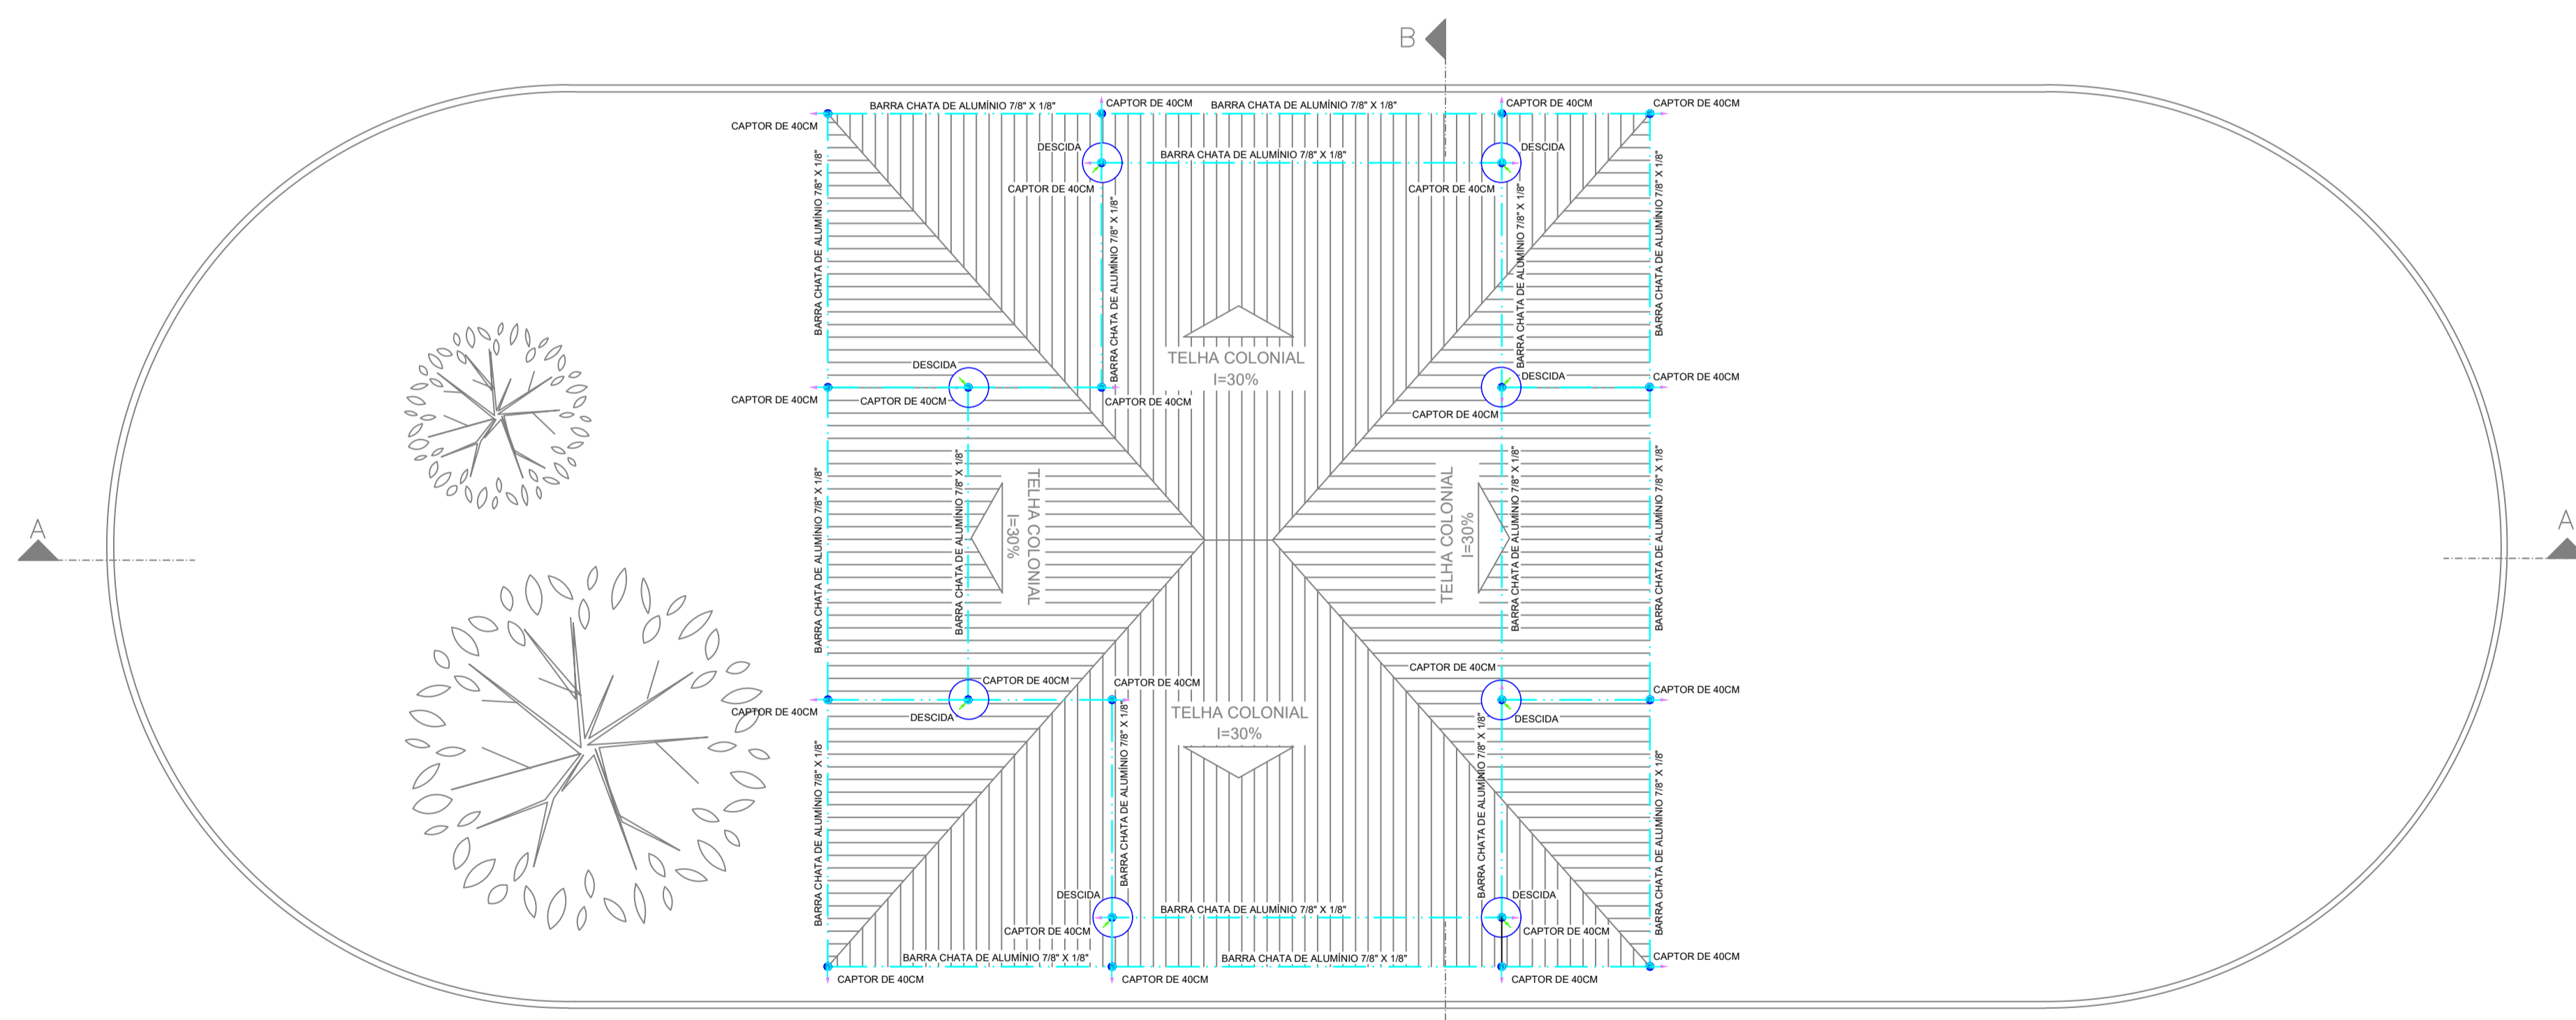 B
BARRA CHATA DE ALUMÍNIO 7/8" X 1/8"
CAPTOR DE 40CM
BARRA CHATA DE ALUMÍNIO 7/8" X 1/8"
CAPTOR DE 40CM
CAPTOR DE 40CM
CAPTOR DE 40CM
DESCIDA
BARRA CHATA DE ALUMÍNIO 7/8" X 1/8"
DESCIDA
CAPTOR DE 40CM
CAPTOR DE 40CM
BARRA CHATA DE ALUMÍNIO 7/8" X 1/8"
BARRA CHATA DE ALUMÍNIO 7/8" X 1/8"
BARRA CHATA DE ALUMÍNIO 7/8" X 1/8"
BARRA CHATA DE ALUMÍNIO 7/8" X 1/8"
TELHA COLONIAL
I=30%
DESCIDA
DESCIDA
CAPTOR DE 40CM
CAPTOR DE 40CM
CAPTOR DE 40CM
CAPTOR DE 40CM
CAPTOR DE 40CM
A
BARRA CHATA DE ALUMÍNIO 7/8" X 1/8"
BARRA CHATA DE ALUMÍNIO 7/8" X 1/8"
TELHA COLONIAL
I=30%
TELHA COLONIAL
I=30%
BARRA CHATA DE ALUMÍNIO 7/8" X 1/8"
BARRA CHATA DE ALUMÍNIO 7/8" X 1/8"
A
CAPTOR DE 40CM
CAPTOR DE 40CM
CAPTOR DE 40CM
CAPTOR DE 40CM
CAPTOR DE 40CM
DESCIDA
TELHA COLONIAL
I=30%
DESCIDA
BARRA CHATA DE ALUMÍNIO 7/8" X 1/8"
BARRA CHATA DE ALUMÍNIO 7/8" X 1/8"
BARRA CHATA DE ALUMÍNIO 7/8" X 1/8"
BARRA CHATA DE ALUMÍNIO 7/8" X 1/8"
DESCIDA
BARRA CHATA DE ALUMÍNIO 7/8" X 1/8"
DESCIDA
CAPTOR DE 40CM
CAPTOR DE 40CM
BARRA CHATA DE ALUMÍNIO 7/8" X 1/8"
BARRA CHATA DE ALUMÍNIO 7/8" X 1/8"
CAPTOR DE 40CM
CAPTOR DE 40CM
CAPTOR DE 40CM
CAPTOR DE 40CM